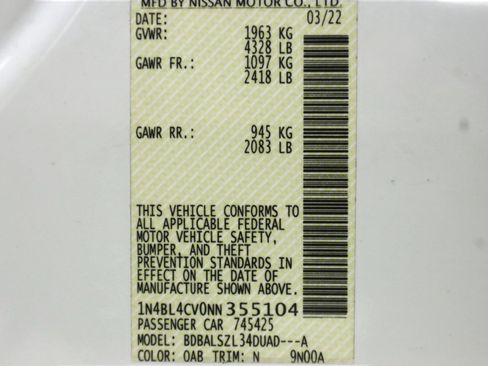 MFD BY NISSAN MOTOR CO., LTD.
DATE: 03/22
GVWR: 1963 KG
4328 LB
GAWR FR.: 1097 KG
2418 LB
GAWR RR.: 945 KG
2083 LB
THIS VEHICLE CONFORMS TO
ALL APPLICABLE FEDERAL
MOTOR VEHICLE SAFETY,
BUMPER, AND THEFT
PREVENTION STANDARDS IN
EFFECT ON THE DATE OF
MANUFACTURE SHOWN ABOVE.
1N4BL4CV0NN355104
PASSENGER CAR 745425
MODEL: BDBALSZL34DUAD---A
COLOR: QAB TRIM: N 9N00A